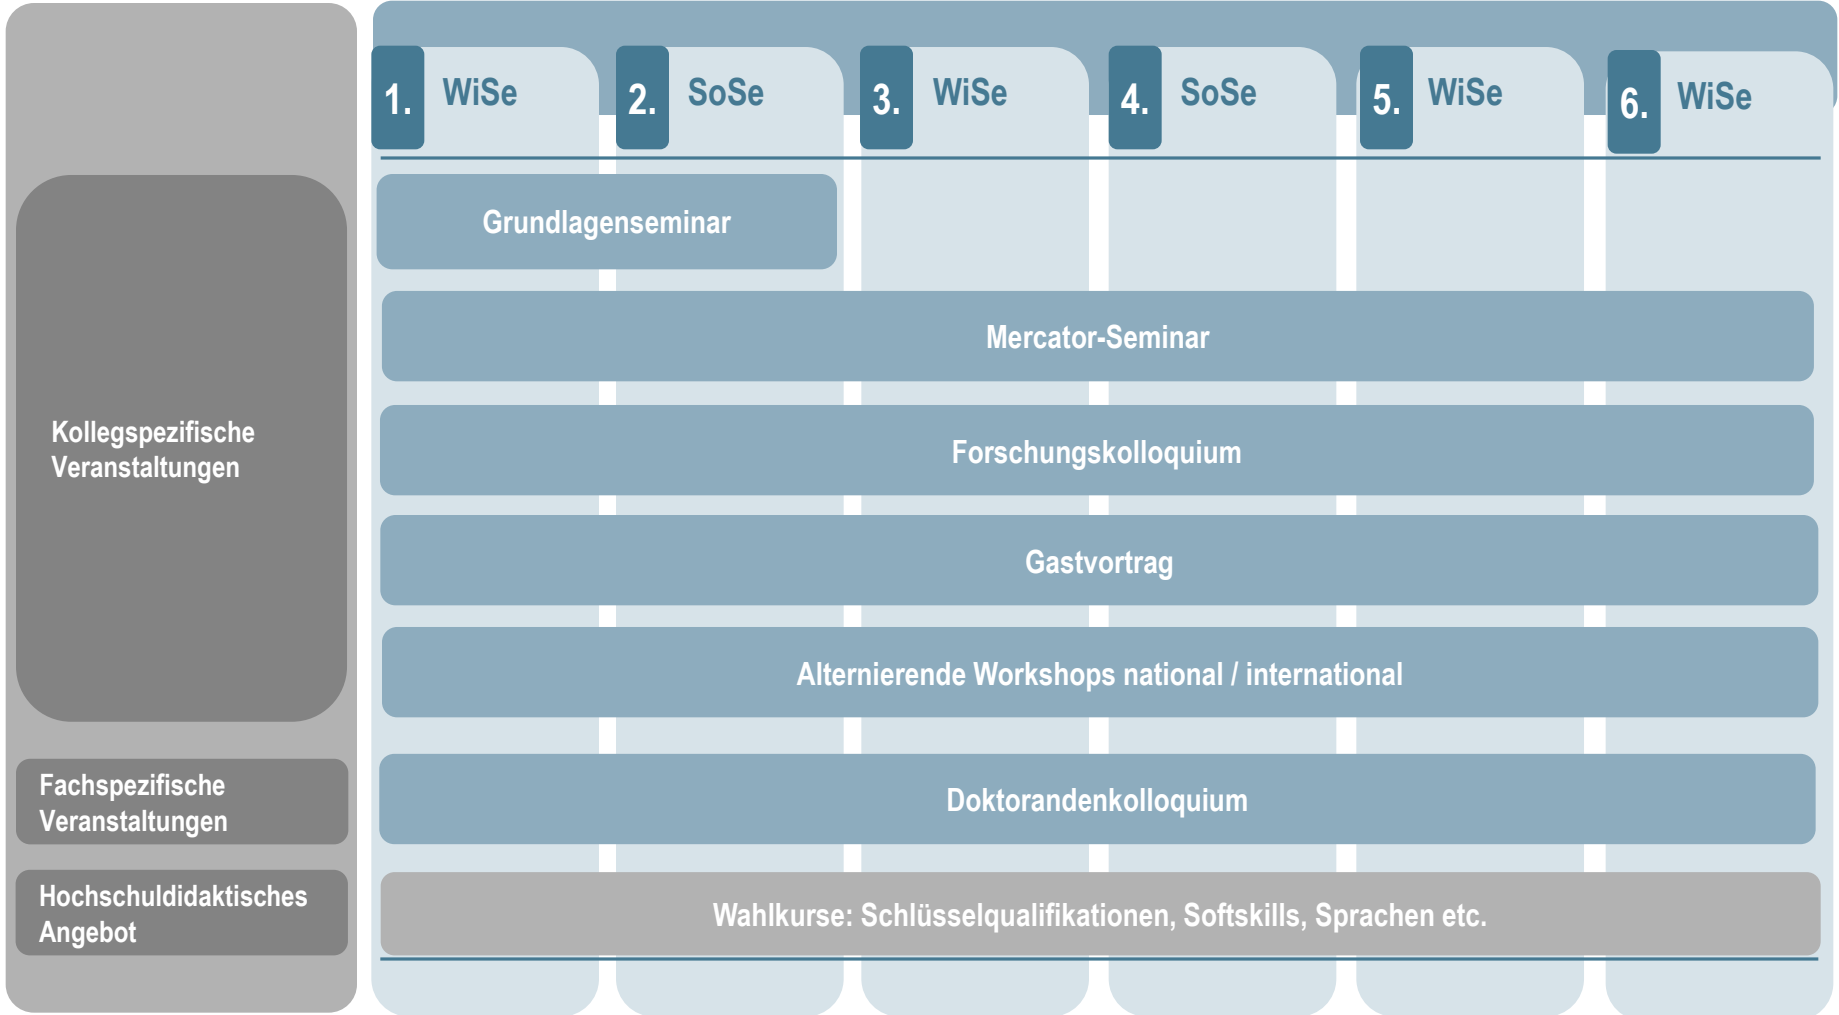 1. WiSe 2. SoSe 3. WiSe 4. SoSe 5. WiSe 6. WiSe
Kollegspezifische
Veranstaltungen
Grundlagenseminar
Mercator-Seminar
Forschungskolloquium
Gastvortrag
Alternierende Workshops national / international
Fachspezifische
Veranstaltungen
Doktorandenkolloquium
Hochschuldidaktisches
Angebot
Wahlkurse: Schlüsselqualifikationen, Softskills, Sprachen etc.